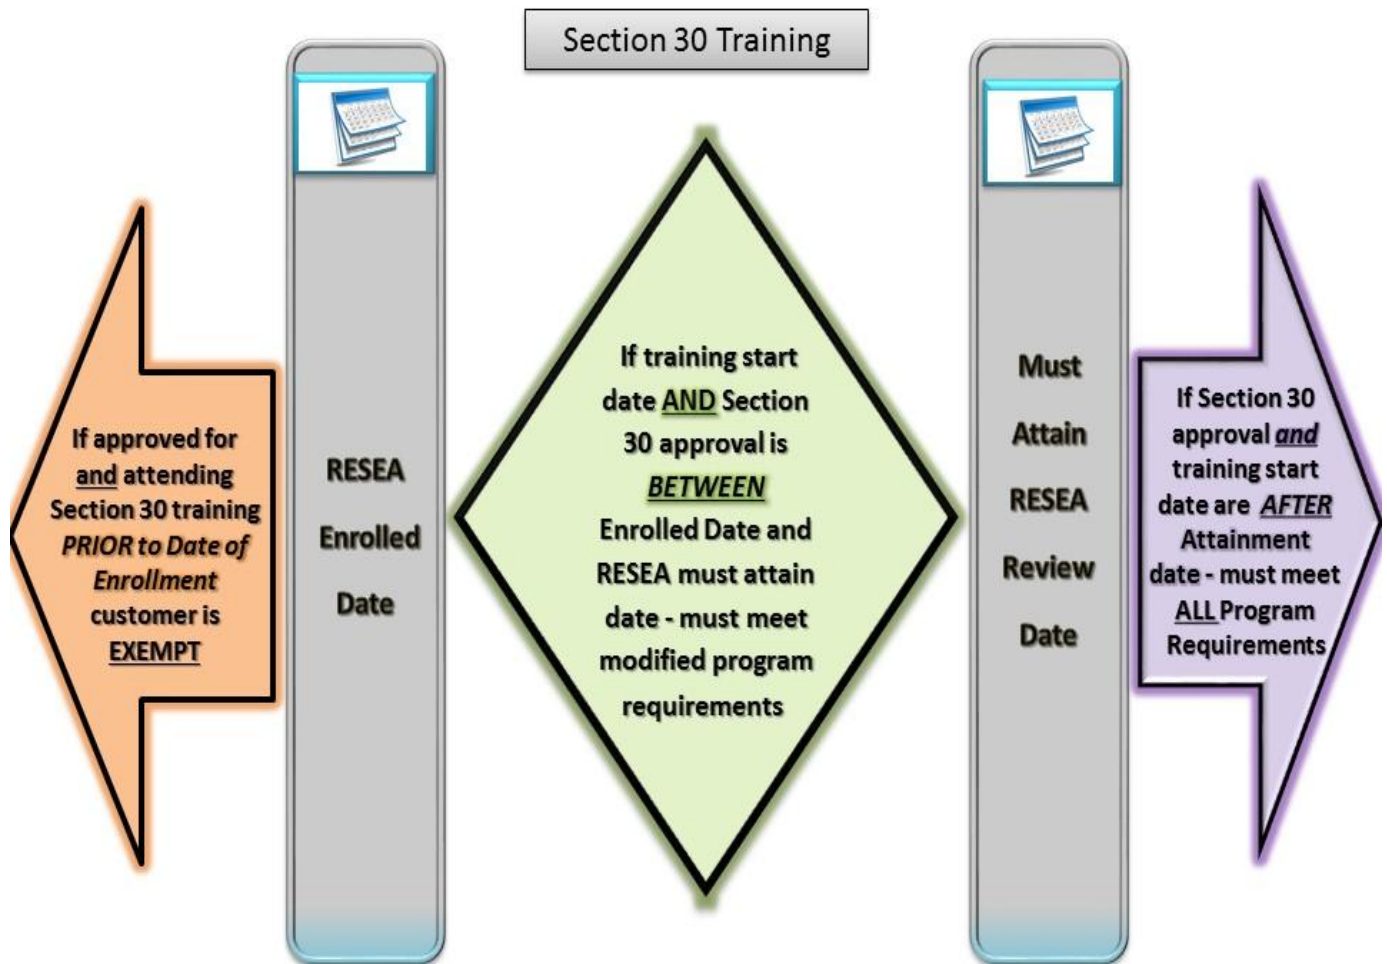 Section 30 Training
If approved for
and attending
Section 30 training
PRIOR to Date of
Enrollment
customer is
EXEMPT
RESEA
Enrolled
Date
If training start
date AND Section
30 approval is
BETWEEN
Enrolled Date and
RESEA must attain
date - must meet
modified program
requirements
Must
Attain
RESEA
Review
Date
If Section 30
approval and
training start
date are AFTER
Attainment
date - must meet
ALL Program
Requirements